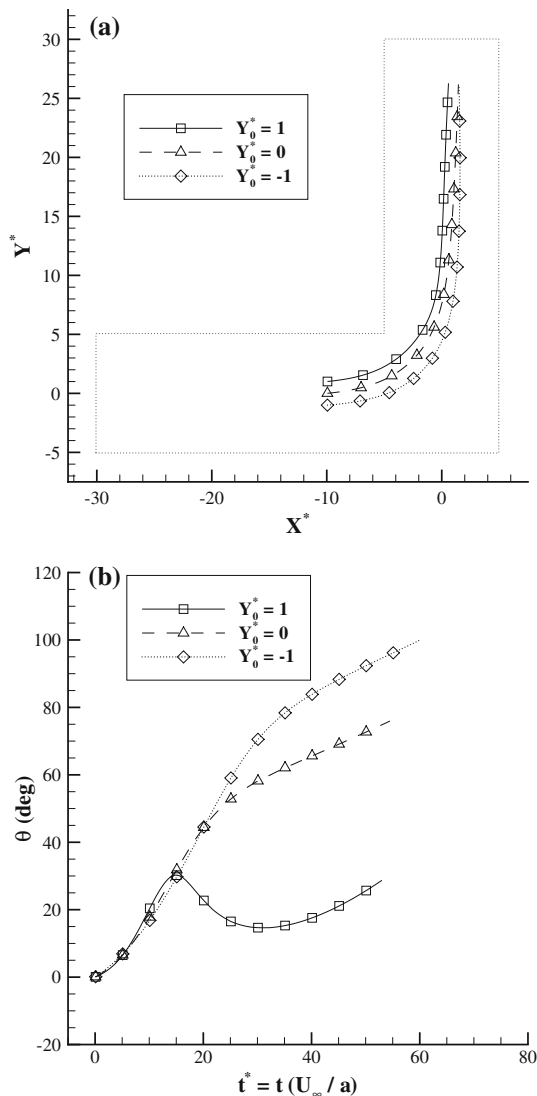 (a)
30
25
20
15
10
5
0
-5
Y*
Y*0 = 1
Y*0 = 0
Y*0 = -1
-30 -20 -10 0
X*
(b)
120
100
80
60
40
20
0
-20
θ (deg)
Y*0 = 1
Y*0 = 0
Y*0 = -1
0 20 40 60 80
t* = t (U∞ / a)